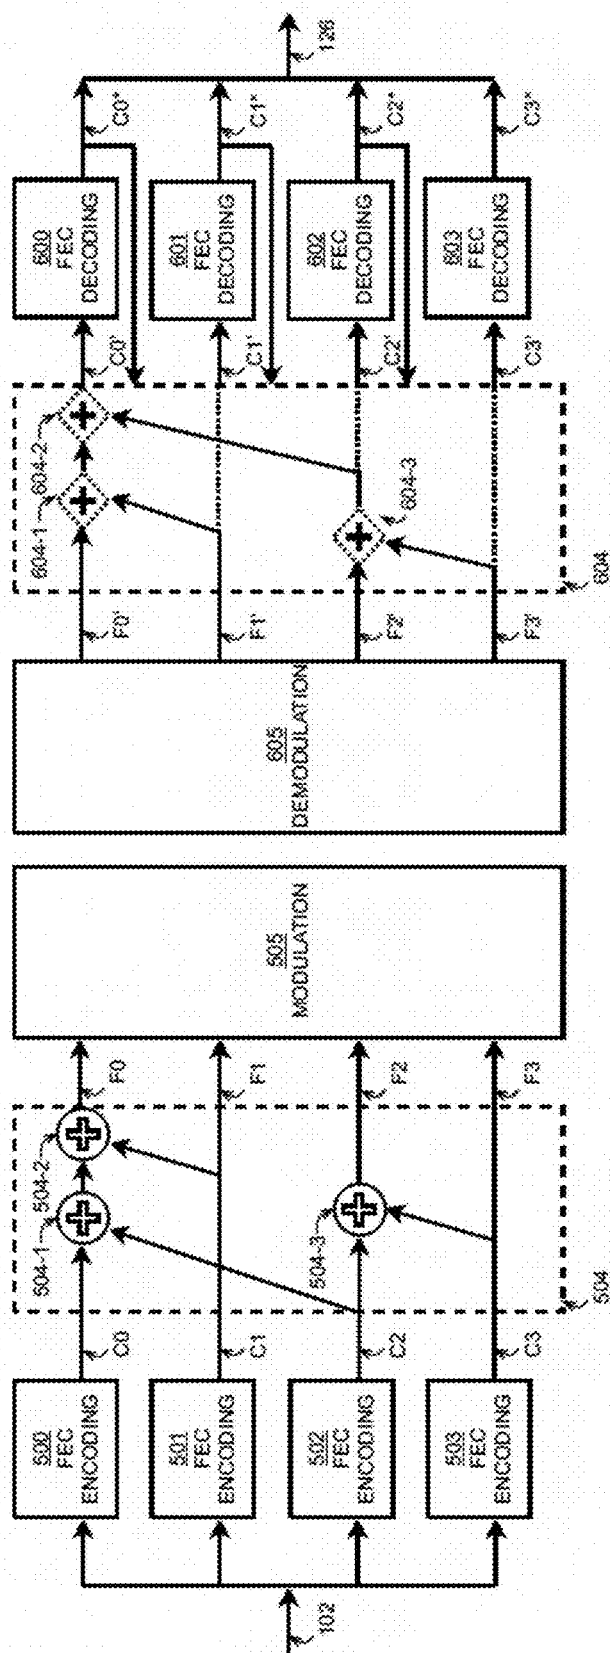 102
500
FEC
ENCODING
501
FEC
ENCODING
502
FEC
ENCODING
503
FEC
ENCODING
C0
C1
C2
C3
504-1
504-2
504-3
504
F0
F1
F2
F3
505
MODULATION
605
DEMODULATION
F0'
F1'
F2'
F3'
604-1
604-2
604-3
604
C0'
C1'
C2'
C3'
600
FEC
DECODING
601
FEC
DECODING
602
FEC
DECODING
603
FEC
DECODING
C0"
C1"
C2"
C3"
126